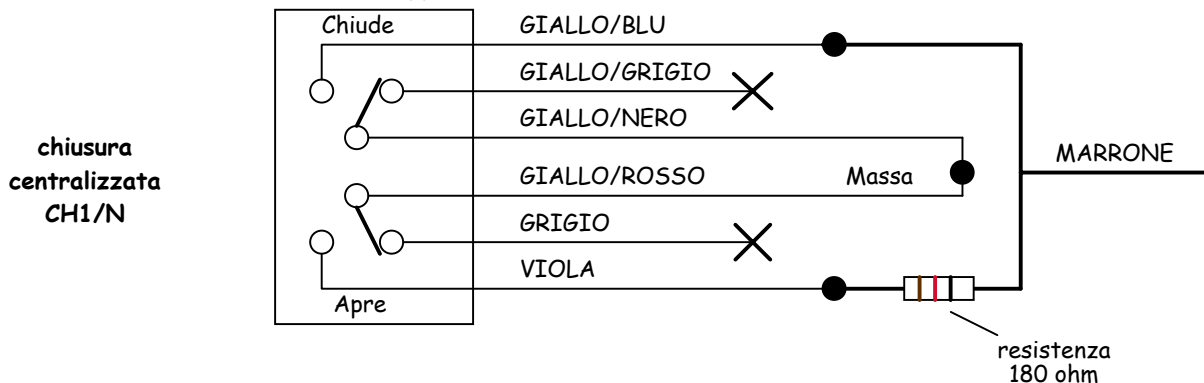 Chiude
GIALLO/BLU
GIALLO/GRIGIO
GIALLO/NERO
chiusura
centralizzata
CH1/N
MARRONE
GIALLO/ROSSO
Massa
GRIGIO
VIOLA
Apre
resistenza
180 ohm